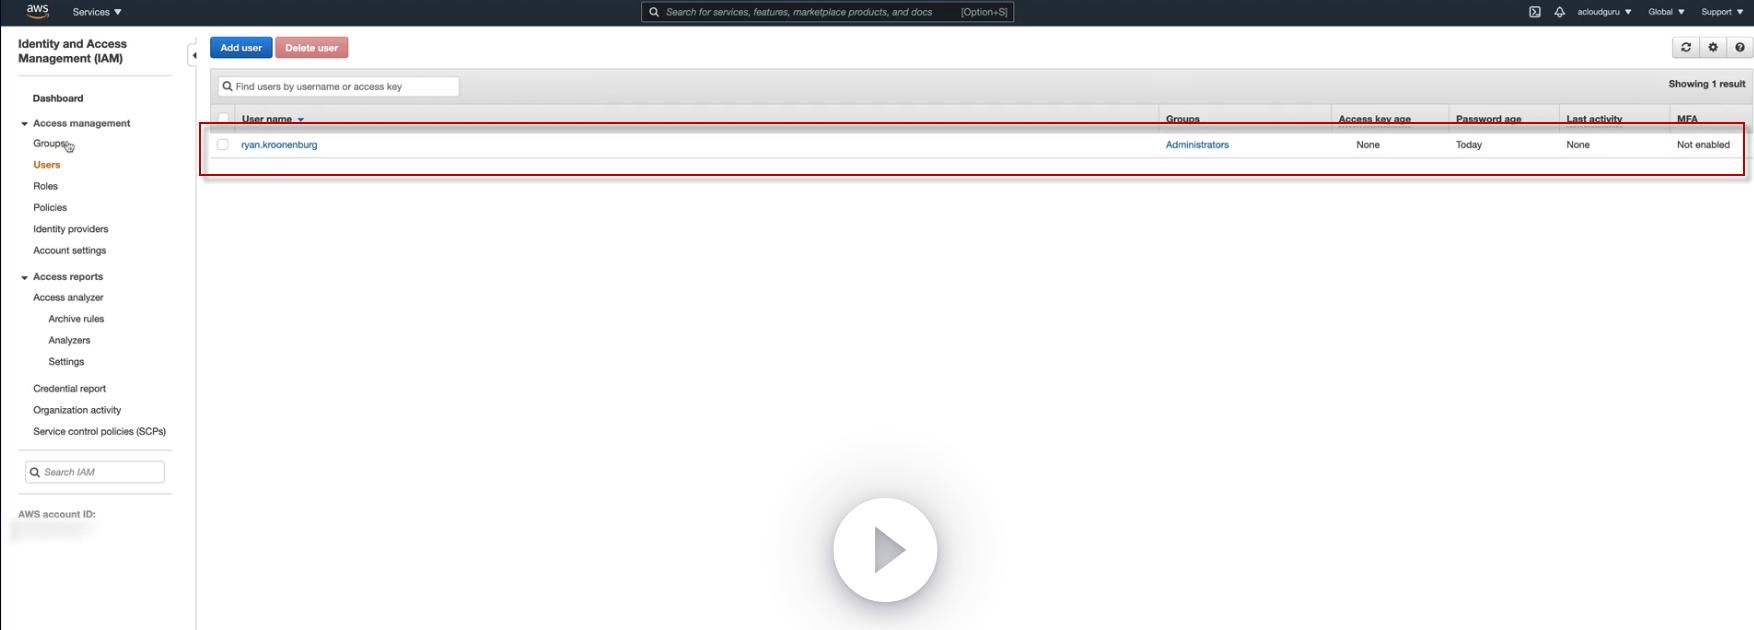 aws
Services
Search for services, features, marketplace products, and docs
[Option+S]
acloudguru
Global
Support
Identity and Access
Management (IAM)
Dashboard
Access management
Groups
Users
Roles
Policies
Identity providers
Account settings
Access reports
Access analyzer
Archive rules
Analyzers
Settings
Credential report
Organization activity
Service control policies (SCPs)
Search IAM
AWS account ID:
Add user
Delete user
Find users by username or access key
Showing 1 result
User name
Groups
Access key age
Password age
Last activity
MFA
ryan.kroonenburg
Administrators
None
Today
None
Not enabled